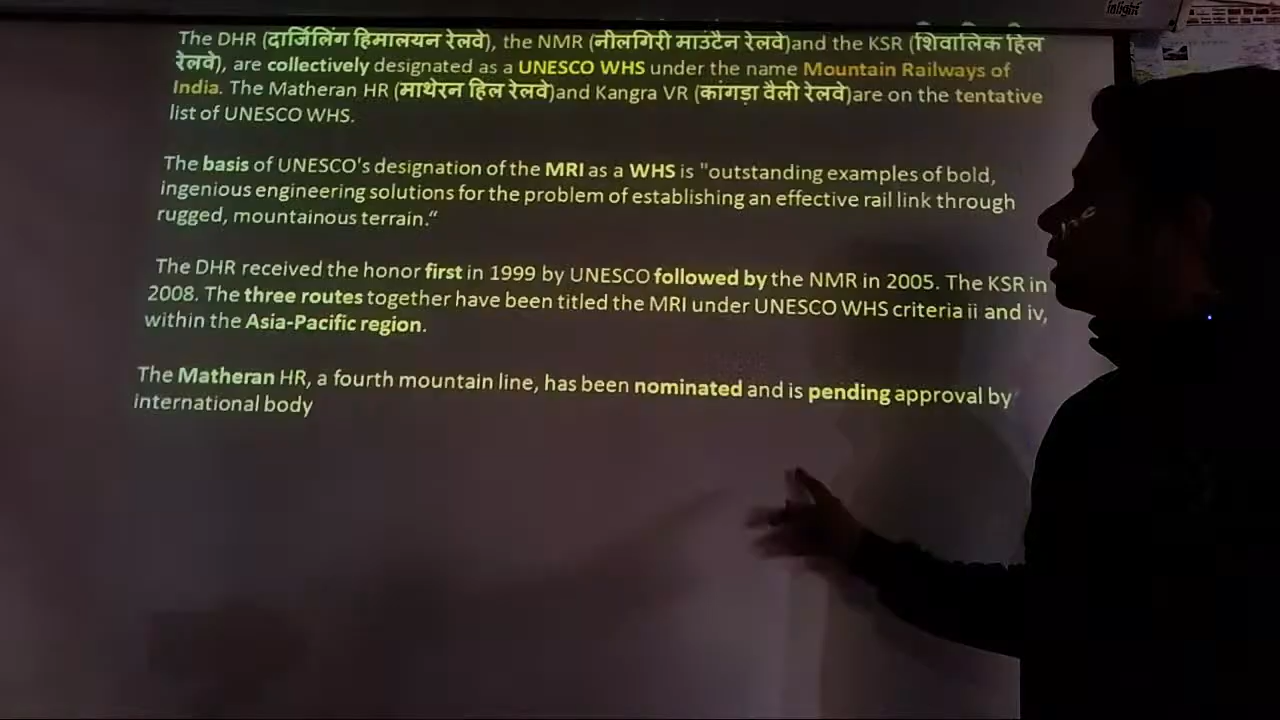 Inlight
The DHR (दार्जिलिंग हिमालयन रेलवे), the NMR (नीलगिरी माउंटैन रेलवे)and the KSR (शिवालिक हिल
रेलवे), are collectively designated as a UNESCO WHS under the name Mountain Railways of
India. The Matheran HR (माथेरन हिल रेलवे)and Kangra VR (कांगड़ा वैली रेलवे)are on the tentative
list of UNESCO WHS.
The basis of UNESCO's designation of the MRI as a WHS is "outstanding examples of bold,
ingenious engineering solutions for the problem of establishing an effective rail link through
rugged, mountainous terrain.“
The DHR received the honor first in 1999 by UNESCO followed by the NMR in 2005. The KSR in
2008. The three routes together have been titled the MRI under UNESCO WHS criteria ii and iv,
within the Asia-Pacific region.
The Matheran HR, a fourth mountain line, has been nominated and is pending approval by
international body